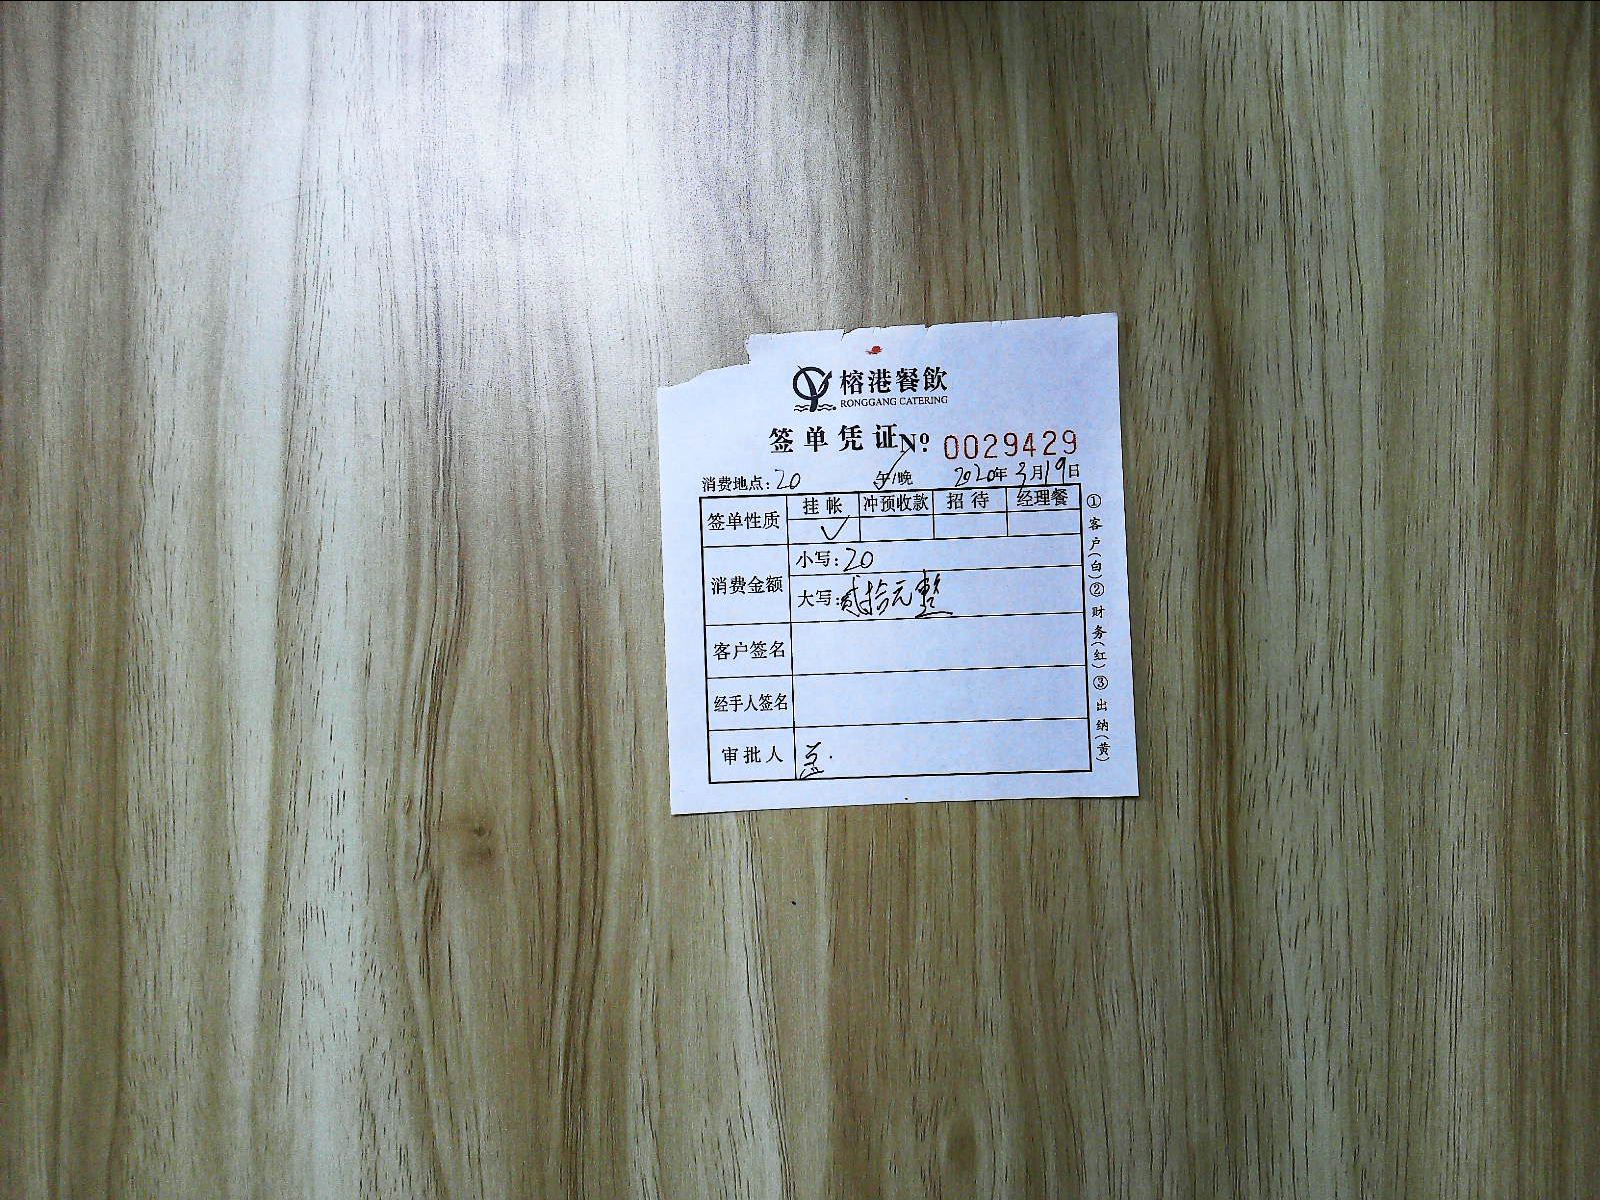 榕港餐飲
RONGGANG CATERING
签单凭证 Nº: 0029429
消费地点: 20 午/晚 2020年3月19日
签单性质 挂帐 冲预收款 招待 经理餐
✓
消费金额 小写: 20
大写: 贰拾元整
客户签名
经手人签名
审批人
①客户(白)②财务(红)③出纳(黄)